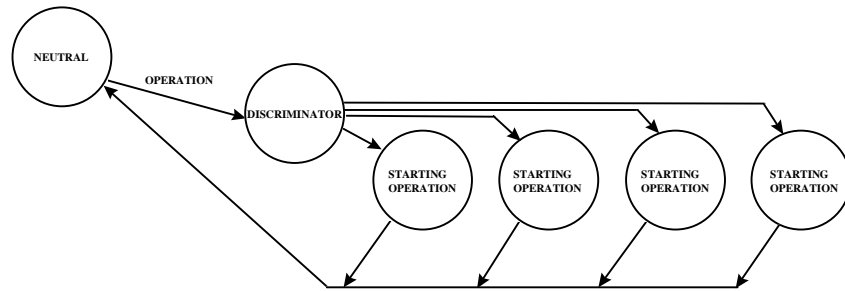 NEUTRAL
OPERATION
DISCRIMINATOR
STARTING
OPERATION
STARTING
OPERATION
STARTING
OPERATION
STARTING
OPERATION